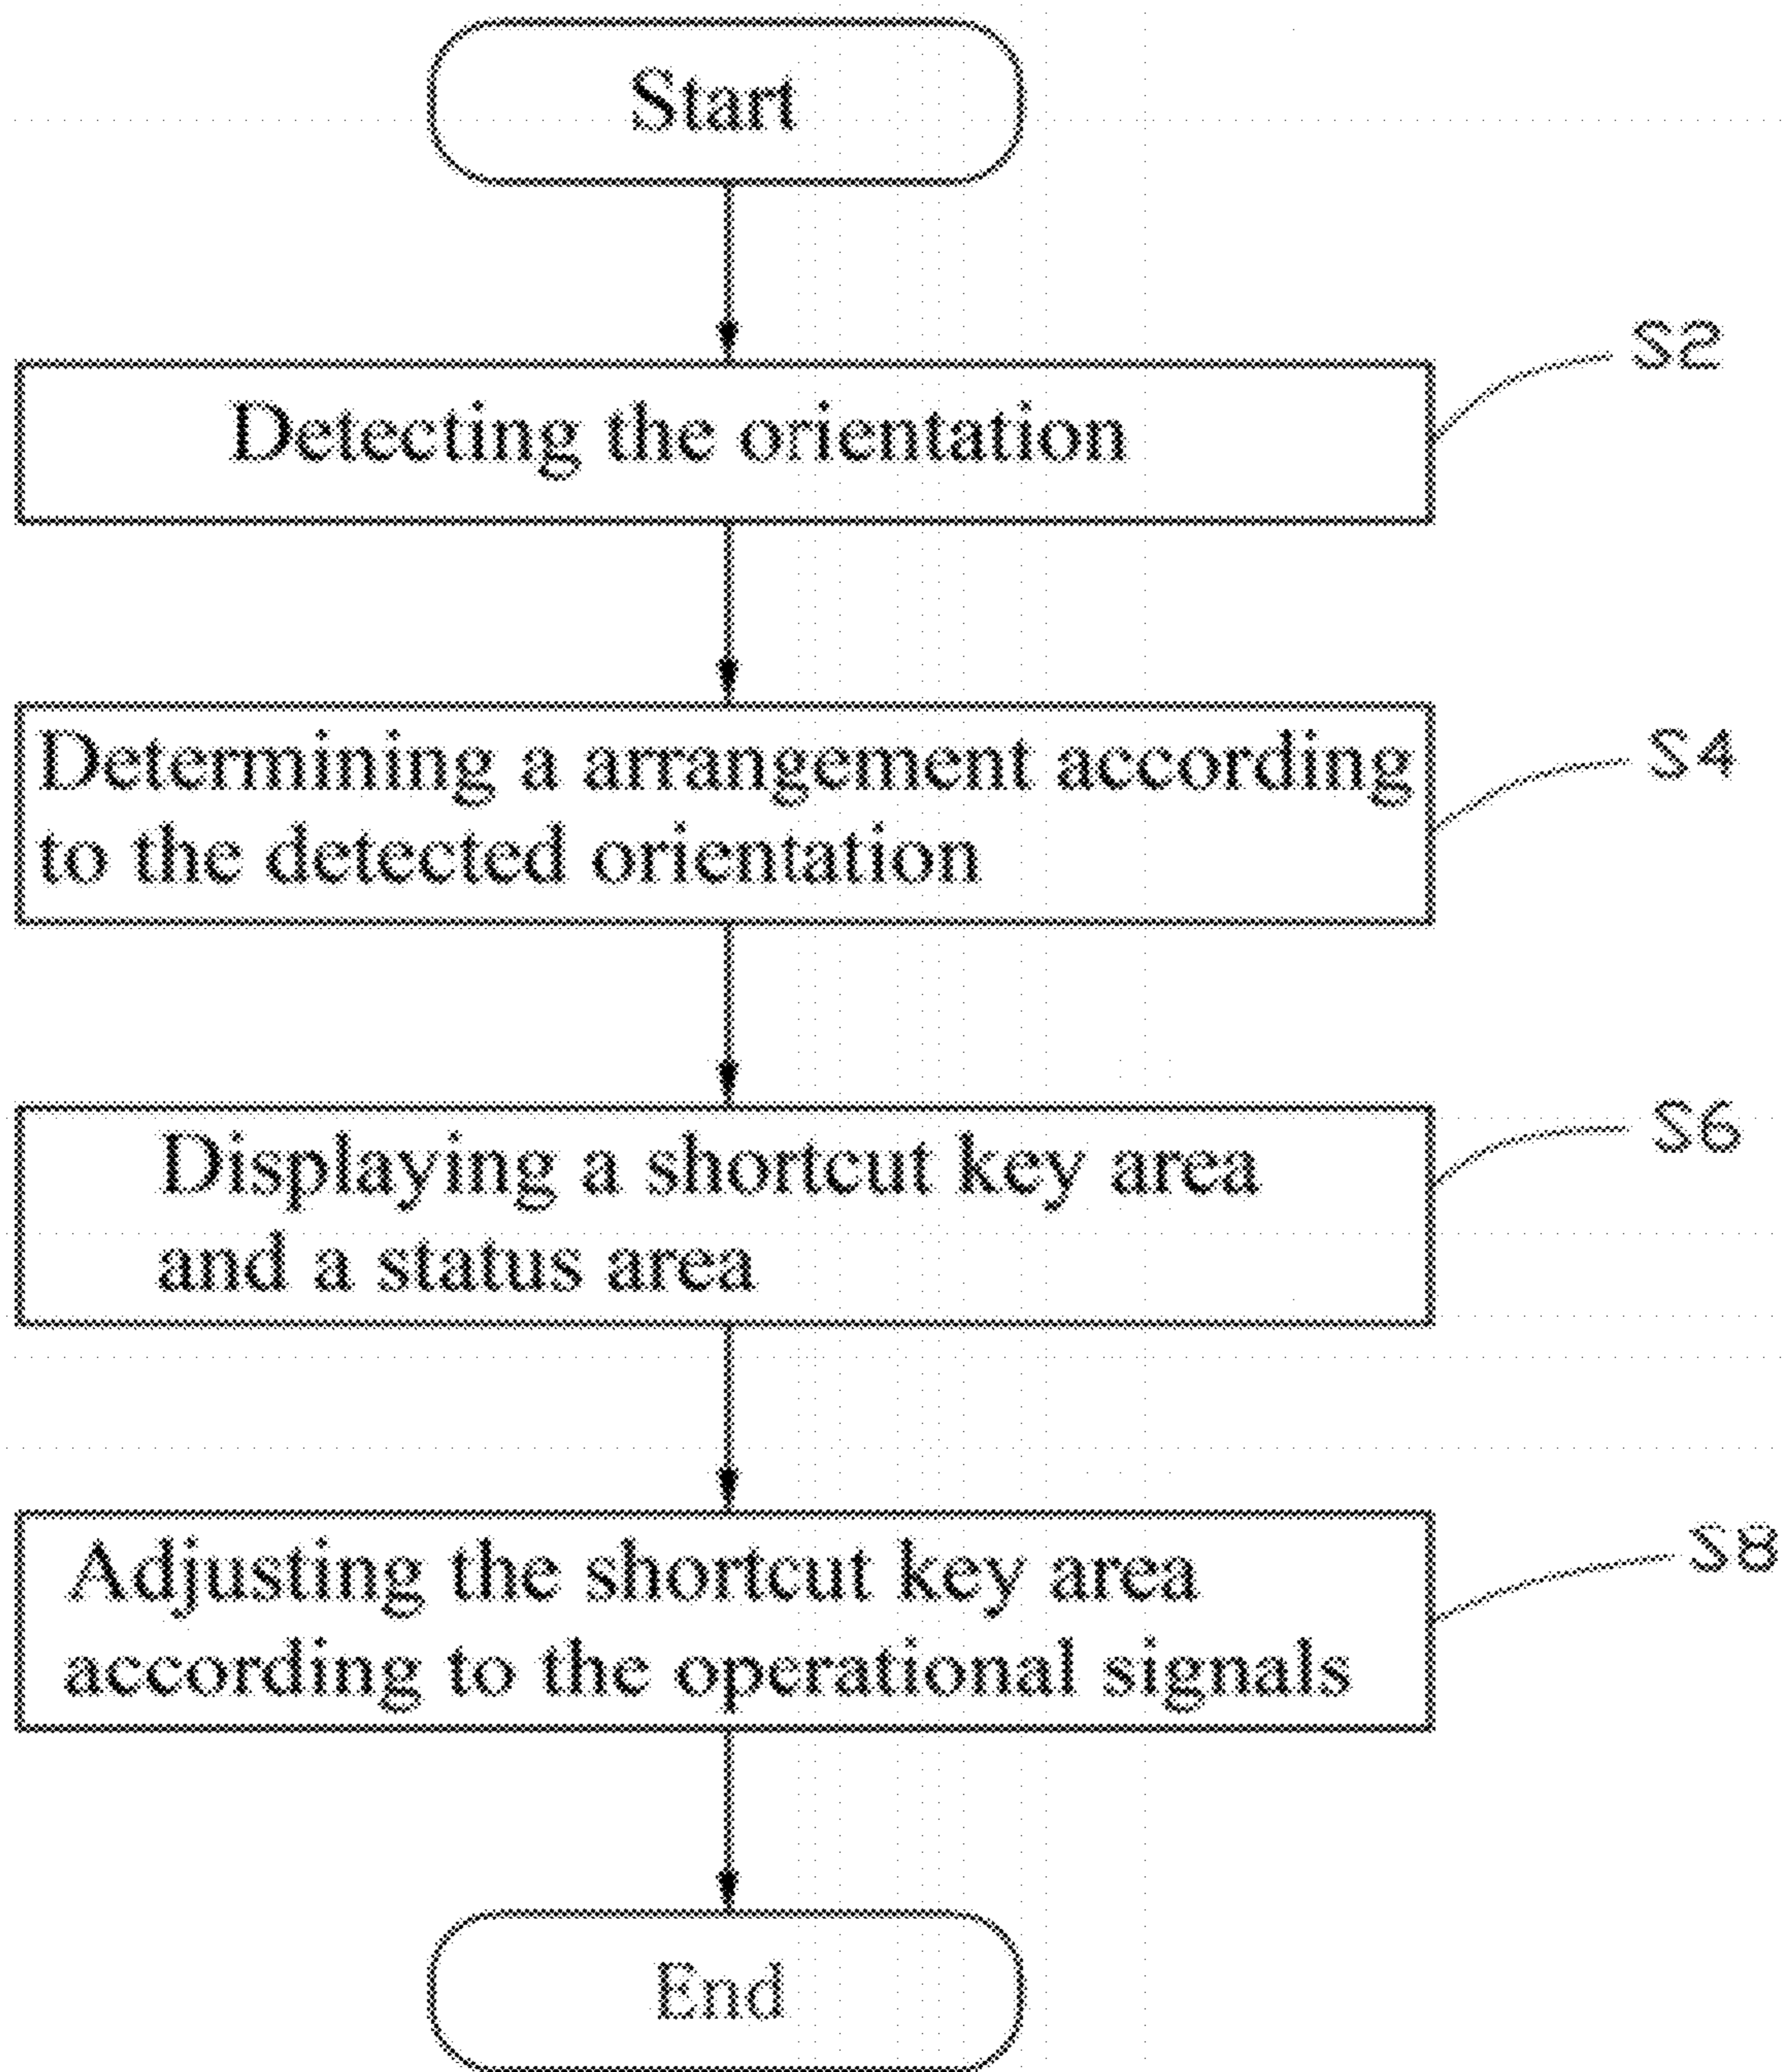 Start
Detecting the orientation
S2
Determining a arrangement according
to the detected orientation
S4
Displaying a shortcut key area
and a status area
S6
Adjusting the shortcut key area
according to the operational signals
S8
End